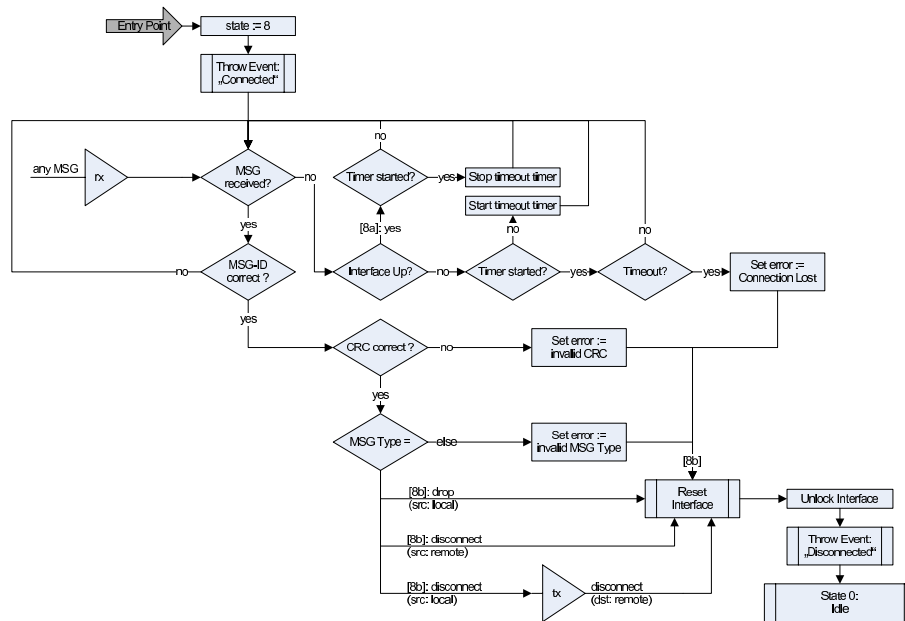 Entry Point
state := 8
Throw Event:
„Connected“
no
no
any MSG
rx
MSG
received?
no
Timer started?
yes
Stop timeout timer
Start timeout timer
yes
[8a]: yes
no
no
MSG-ID
correct ?
Interface Up?
no
Timer started?
yes
Timeout?
yes
Set error :=
Connection Lost
yes
CRC correct ?
no
Set error :=
invalid CRC
yes
MSG Type =
else
Set error :=
invalid MSG Type
[8b]
[8b]: drop
(src: local)
Reset
Interface
Unlock Interface
[8b]: disconnect
(src: remote)
Throw Event:
„Disconnected“
[8b]: disconnect
(src: local)
tx
disconnect
(dst: remote)
State 0:
Idle